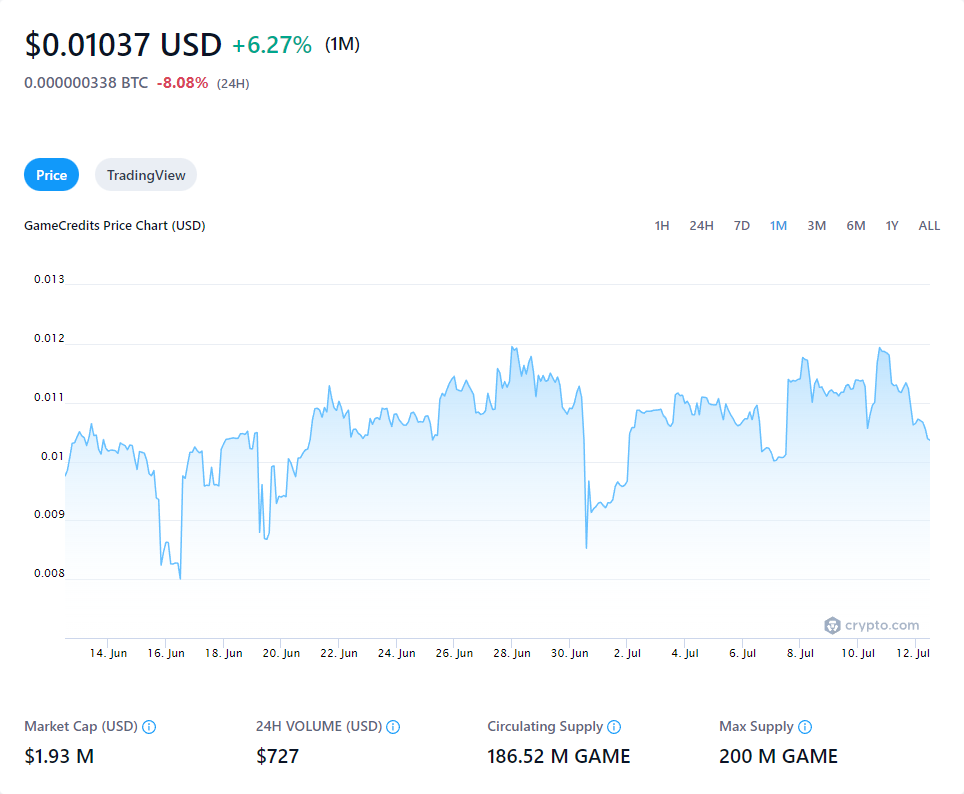 $0.01037 USD +6.27% (1M)
0.000000338 BTC -8.08% (24H)
Price TradingView
GameCredits Price Chart (USD) 1H 24H 7D 1M 3M 6M 1Y ALL
0.013
0.012
0.011
0.01
0.009
0.008
crypto.com
14. Jun 16. Jun 18. Jun 20. Jun 22. Jun 24. Jun 26. Jun 28. Jun 30. Jun 2. Jul 4. Jul 6. Jul 8. Jul 10. Jul 12. Jul
Market Cap (USD) 24H VOLUME (USD) Circulating Supply Max Supply
$1.93 M $727 186.52 M GAME 200 M GAME